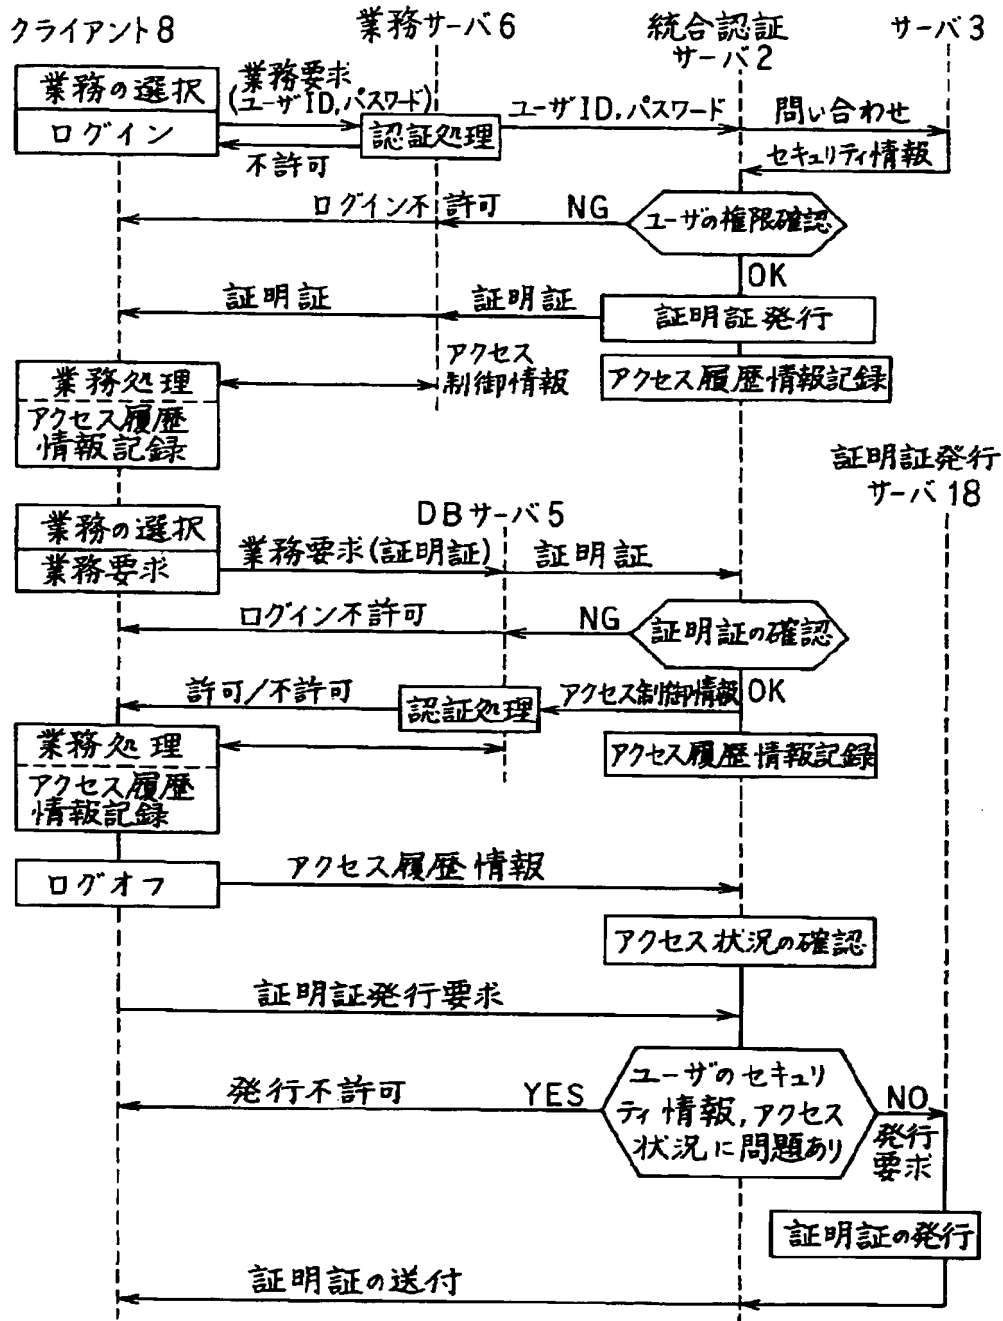 クライアント8
業務サーバ6
統合認証
サーバ2
サーバ3
業務の選択
ログイン
業務要求
(ユーザID,パスワード)
認証処理
不許可
ユーザID,パスワード
問い合わせ
セキュリティ情報
ログイン不許可
NG
ユーザの権限確認
OK
証明証
証明証
証明証発行
業務処理
アクセス履歴
情報記録
アクセス
制御情報
アクセス履歴情報記録
証明証発行
サーバ18
業務の選択
業務要求
DBサーバ5
業務要求(証明証)
証明証
ログイン不許可
NG
証明証の確認
許可/不許可
認証処理
アクセス制御情報
OK
業務処理
アクセス履歴
情報記録
アクセス履歴情報記録
ログオフ
アクセス履歴情報
アクセス状況の確認
証明証発行要求
発行不許可
YES
ユーザのセキュリ
ティ情報,アクセス
状況に問題あり
NO
発行
要求
証明証の発行
証明証の送付